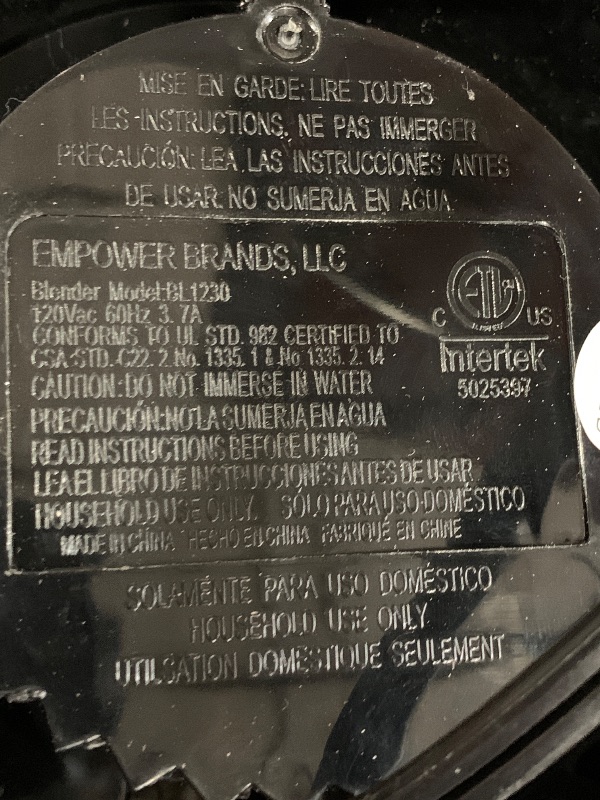 MISE EN GARDE: LIRE TOUTES
LES INSTRUCTIONS, NE PAS IMMERGER
PRECAUCIÓN: LEA LAS INSTRUCCIONES ANTES
DE USAR. NO SUMERJA EN AGUA.
EMPOWER BRANDS, LLC
Blender Model:BL1230
120Vac 60Hz 3.7A
CONFORMS TO UL STD. 982 CERTIFIED TO
CSA STD. C22.2.No. 1335.1 & No 1335.2.14
CAUTION: DO NOT IMMERSE IN WATER
PRECAUCIÓN:NO LA SUMERJA EN AGUA
READ INSTRUCTIONS BEFORE USING
LEA EL LIBRO DE INSTRUCCIONES ANTES DE USAR
HOUSEHOLD USE ONLY. SÓLO PARA USO DOMÉSTICO
MADE IN CHINA HECHO EN CHINA FABRIQUÉ EN CHINE
ETL
C US
Intertek
5025397
SOLAMENTE PARA USO DOMÉSTICO
HOUSEHOLD USE ONLY
UTILSATION DOMESTIQUE SEULEMENT